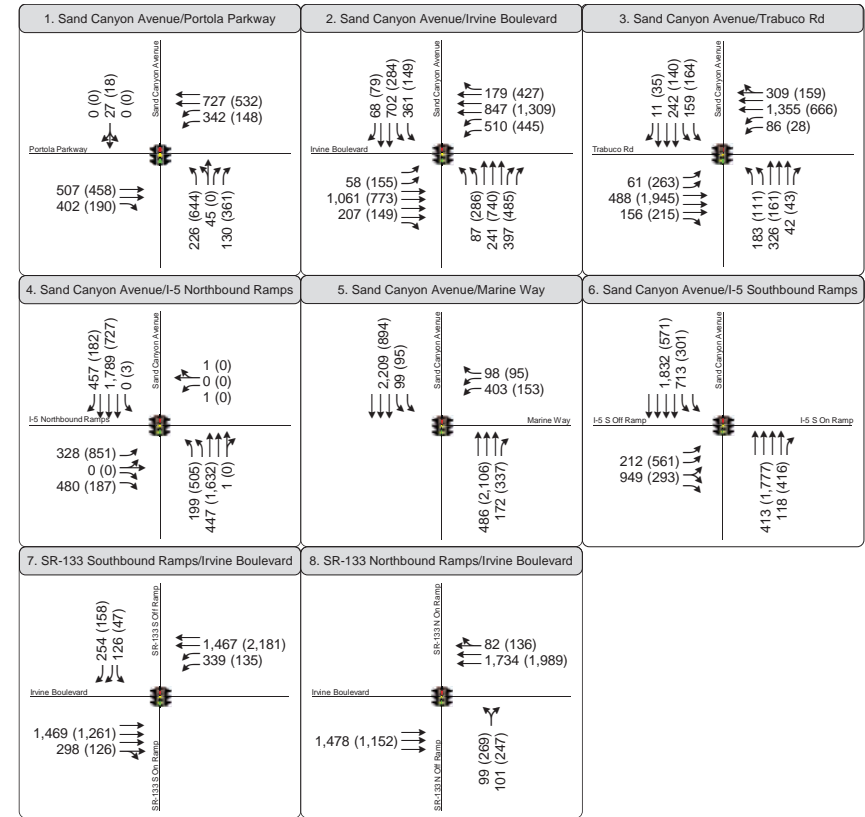 1. Sand Canyon Avenue/Portola Parkway
0 (0)
27 (18)
0 (0)
Sand Canyon Avenue
727 (532)
342 (148)
Portola Parkway
507 (458)
402 (190)
226 (644)
45 (0)
130 (361)
2. Sand Canyon Avenue/Irvine Boulevard
68 (79)
702 (284)
361 (149)
Sand Canyon Avenue
179 (427)
847 (1,309)
510 (445)
Irvine Boulevard
58 (155)
1,061 (773)
207 (149)
87 (286)
241 (740)
397 (485)
3. Sand Canyon Avenue/Trabuco Rd
11 (35)
242 (140)
159 (164)
Sand Canyon Avenue
309 (159)
1,355 (666)
86 (28)
Trabuco Rd
61 (263)
488 (1,945)
156 (215)
183 (111)
326 (161)
42 (43)
4. Sand Canyon Avenue/I-5 Northbound Ramps
457 (182)
1,789 (727)
0 (3)
Sand Canyon Avenue
1 (0)
0 (0)
1 (0)
I-5 Northbound Ramps
328 (851)
0 (0)
480 (187)
199 (505)
447 (1,632)
1 (0)
5. Sand Canyon Avenue/Marine Way
2,209 (894)
99 (95)
Sand Canyon Avenue
98 (95)
403 (153)
Marine Way
486 (2,106)
172 (337)
6. Sand Canyon Avenue/I-5 Southbound Ramps
1,832 (571)
713 (301)
Sand Canyon Avenue
I-5 S Off Ramp
I-5 S On Ramp
212 (561)
949 (293)
413 (1,777)
118 (416)
7. SR-133 Southbound Ramps/Irvine Boulevard
254 (158)
126 (47)
SR-133 S Off Ramp
1,467 (2,181)
339 (135)
Irvine Boulevard
1,469 (1,261)
298 (126)
SR-133 S On Ramp
8. SR-133 Northbound Ramps/Irvine Boulevard
SR-133 N On Ramp
82 (136)
1,734 (1,989)
Irvine Boulevard
1,478 (1,152)
SR-133 N Off Ramp
99 (269)
101 (247)